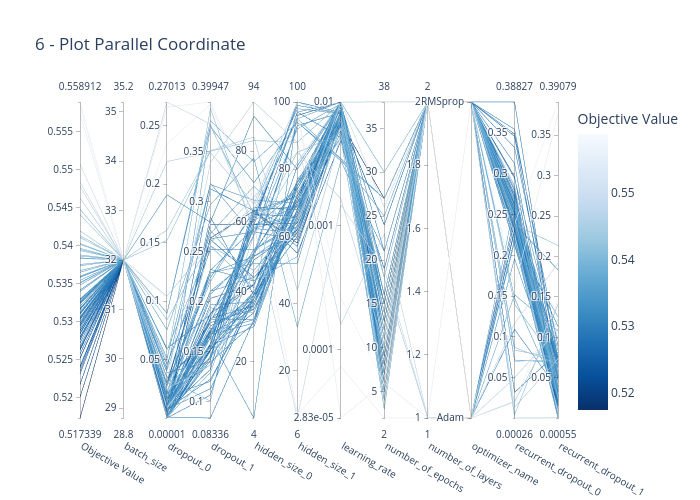 6 - Plot Parallel Coordinate
0.558912 35.2 0.27013 0.39947 94 100 0.01 38 2 0.38827 0.39079
Objective Value
0.555 0.55 0.545 0.54 0.535 0.53 0.525 0.52
35 34 33 32 31 30 29
0.25 0.2 0.15 0.1 0.05
0.35 0.3 0.25 0.2 0.15 0.1
80 60 40 20
100 80 60 40 20
0.01 0.001 0.0001 2.83e-05
35 30 25 20 15 10 5
2 1.8 1.6 1.4 1.2 1
RMSprop Adam
0.35 0.3 0.25 0.2 0.15 0.1 0.05
0.35 0.3 0.25 0.2 0.15 0.1 0.05
0.55
0.54
0.53
0.52
0.517339 28.8 0.00001 0.08336 4 6 2 1 0.00026 0.00055
Objective Value
batch_size
dropout_0
dropout_1
hidden_size_0
hidden_size_1
learning_rate
number_of_epochs
number_of_layers
optimizer_name
recurrent_dropout_0
recurrent_dropout_1